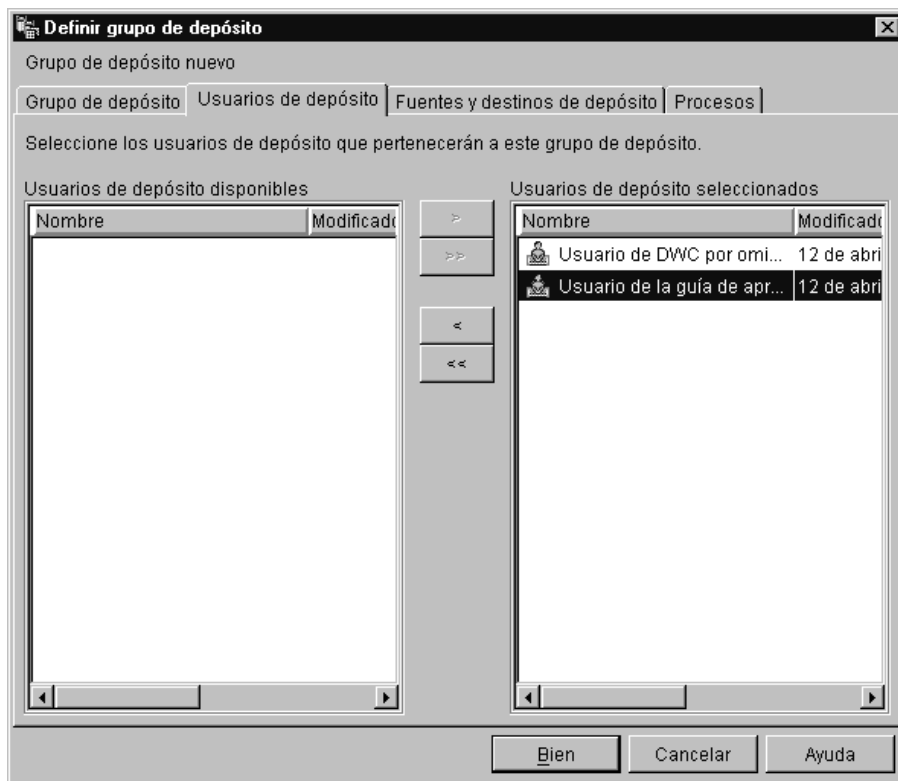 Definir grupo de depósito
Grupo de depósito nuevo
Grupo de depósito Usuarios de depósito Fuentes y destinos de depósito Procesos
Seleccione los usuarios de depósito que pertenecerán a este grupo de depósito.
Usuarios de depósito disponibles
Nombre Modificado
>
>>
<
<<
Usuarios de depósito seleccionados
Nombre Modificado
Usuario de DWC por omi... 12 de abri
Usuario de la guía de apr... 12 de abri
Bien Cancelar Ayuda